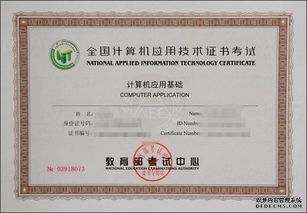 全国计算机应用技术证书考试
NATIONAL APPLIED INFORMATION TECHNOLOGY CERTIFICATE
计算机应用基础
COMPUTER APPLICATION
姓名: Name:
身份证号码: ID Number:
证书编号: Certificate Number:
教育部考试中心
NATIONAL EDUCATION EXAMINATIONS AUTHORITY
№ 03918073